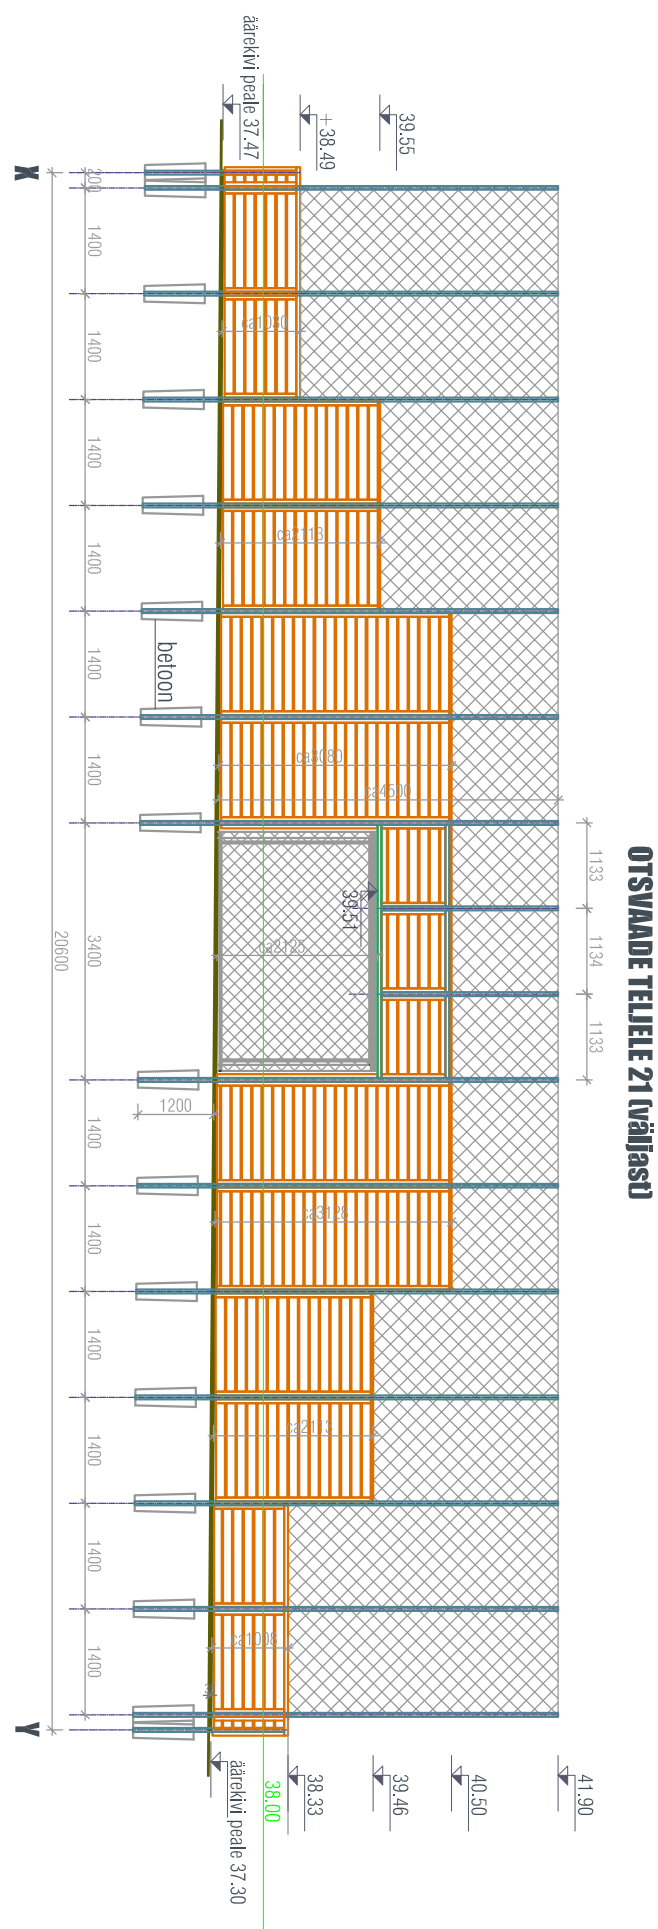 OTSVAADE TELJELE 21 (väljast)
1133
1134
1133
39.55
+38.49
äärekivi peale 37.47
41.90
40.50
39.46
38.33
38.00
äärekivi peale 37.30
ca1030
ca2113
ca3080
ca4500
39.51
ca2125
ca3128
ca2113
ca1008
betoon
1200
200
1400
1400
1400
1400
1400
1400
3400
1400
1400
1400
1400
1400
1400
20600
X
Y